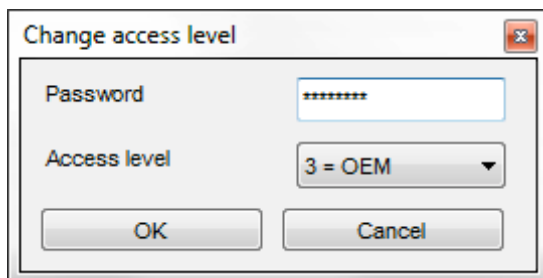 Change access level
Password ********
Access level 3 = OEM
OK Cancel